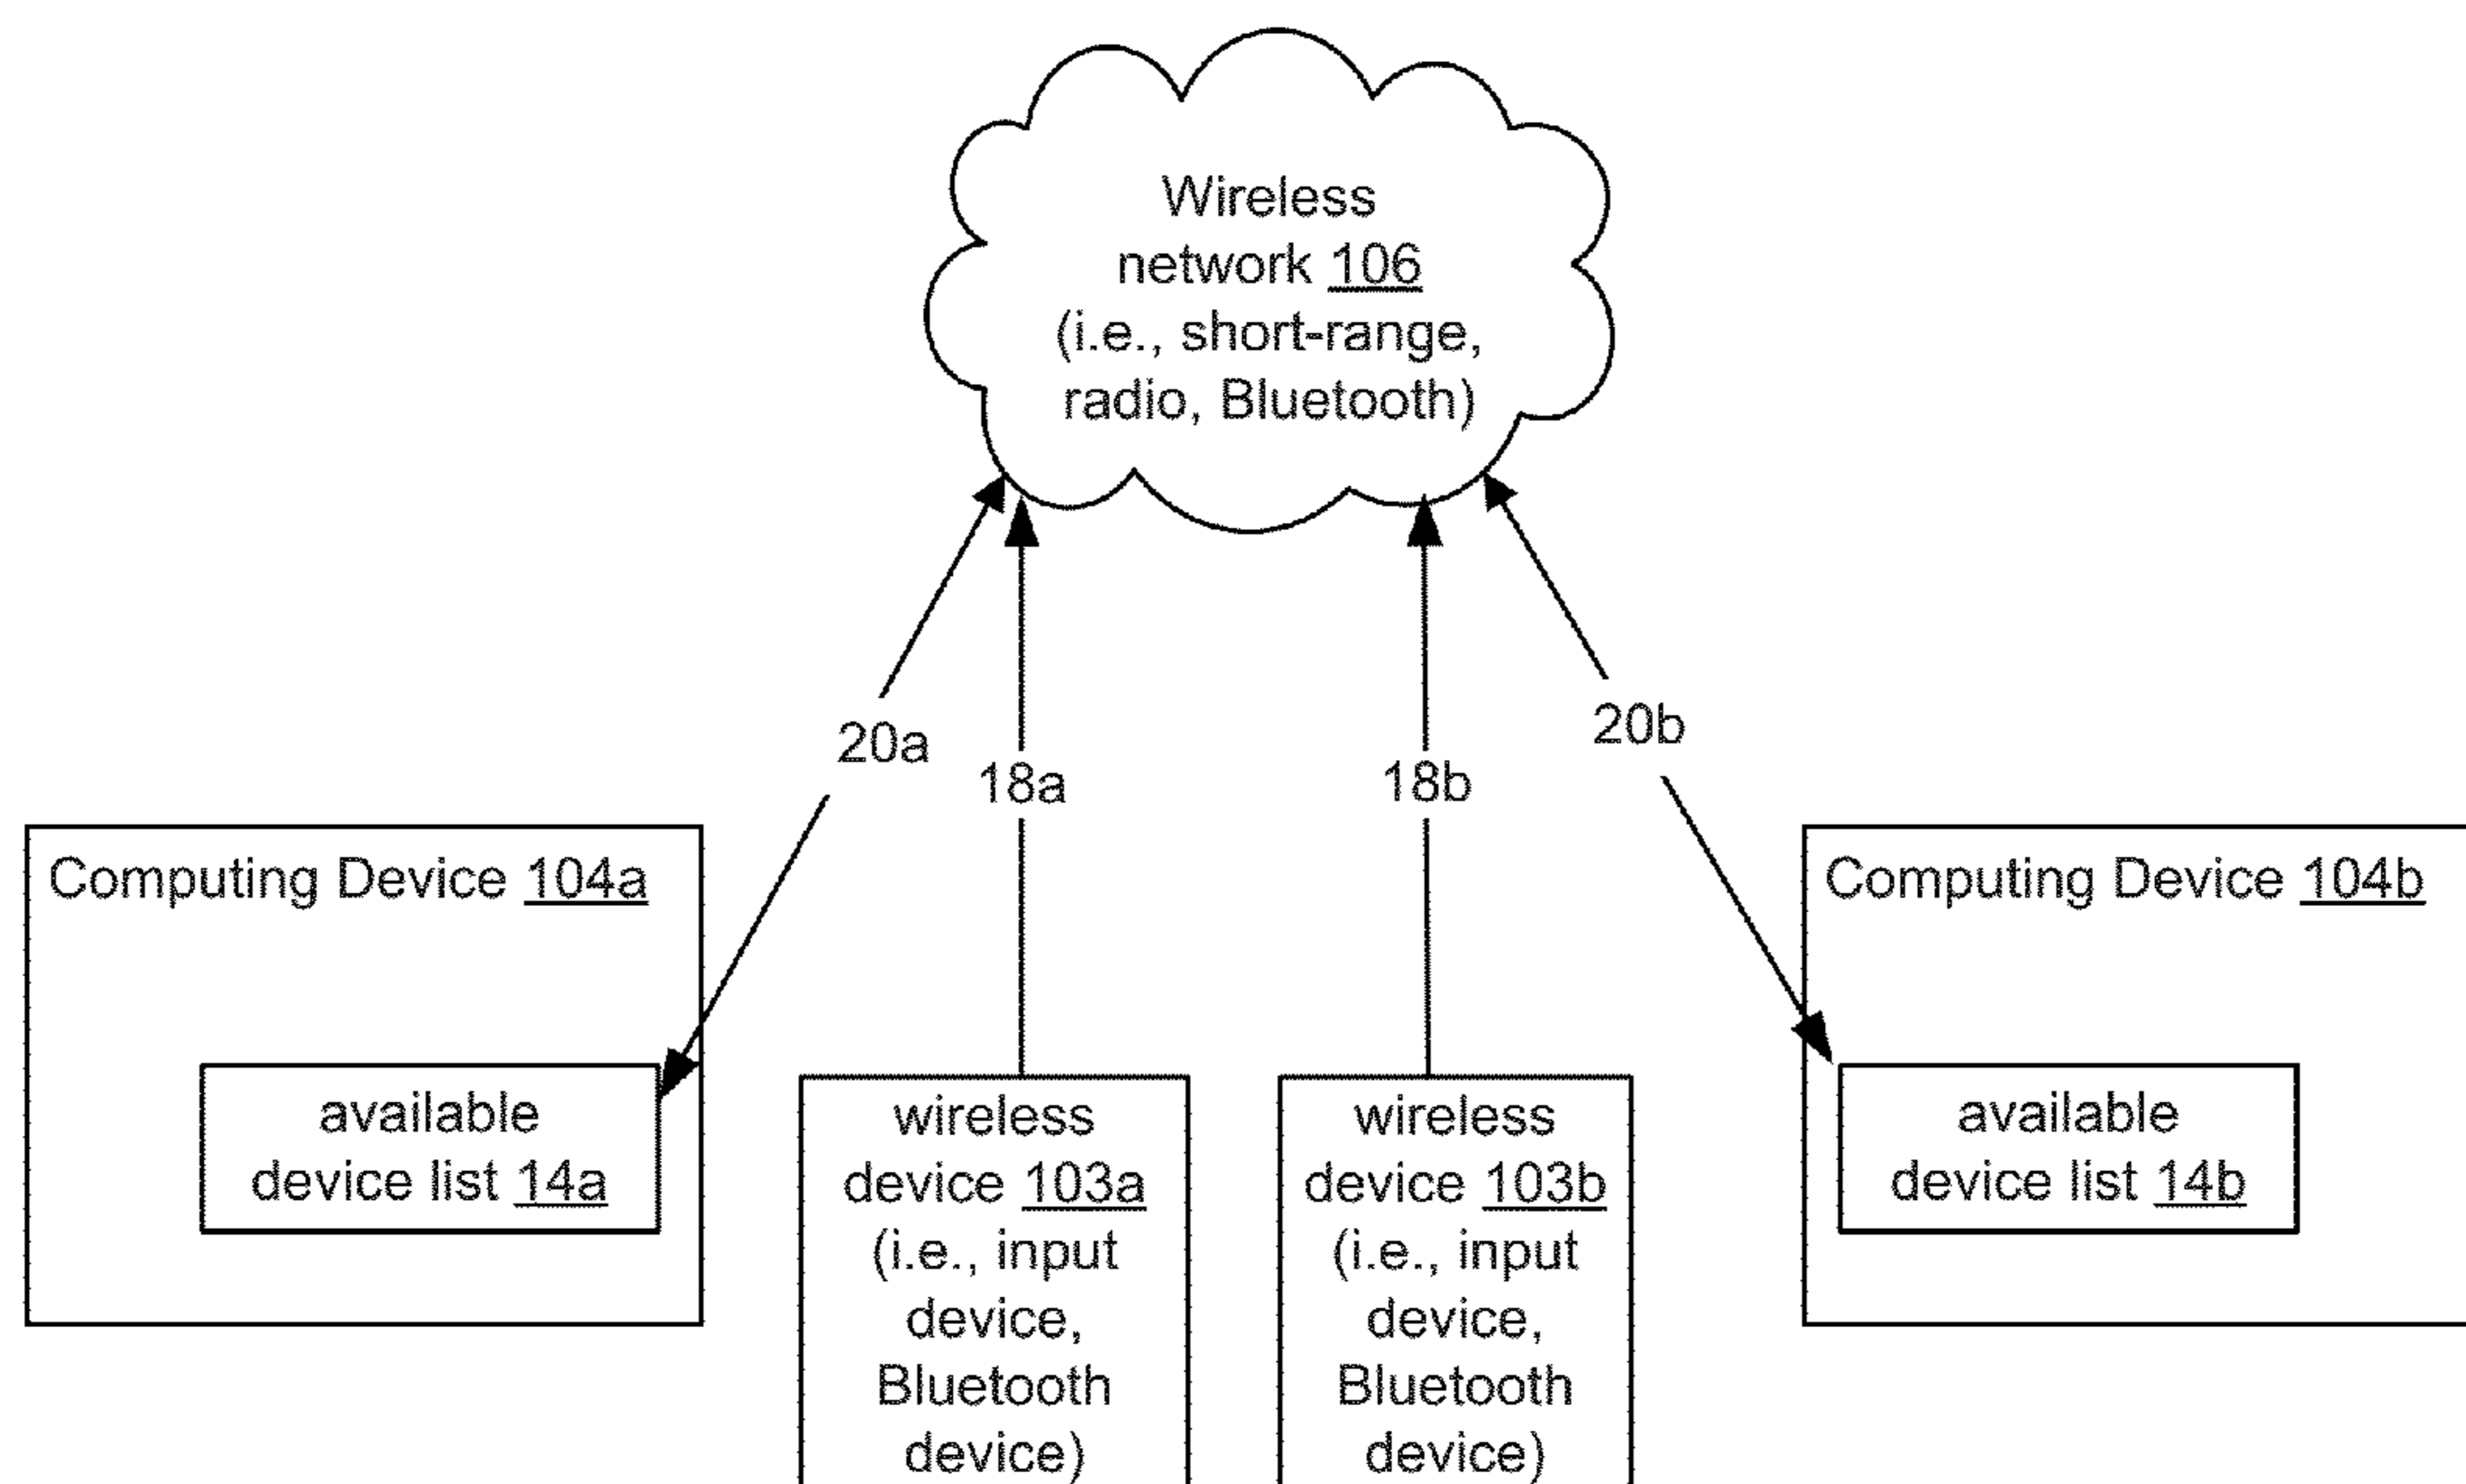 Wireless
network 106
(i.e., short-range,
radio, Bluetooth)
20a
18a
18b
20b
Computing Device 104a
available
device list 14a
wireless
device 103a
(i.e., input
device,
Bluetooth
device)
wireless
device 103b
(i.e., input
device,
Bluetooth
device)
Computing Device 104b
available
device list 14b